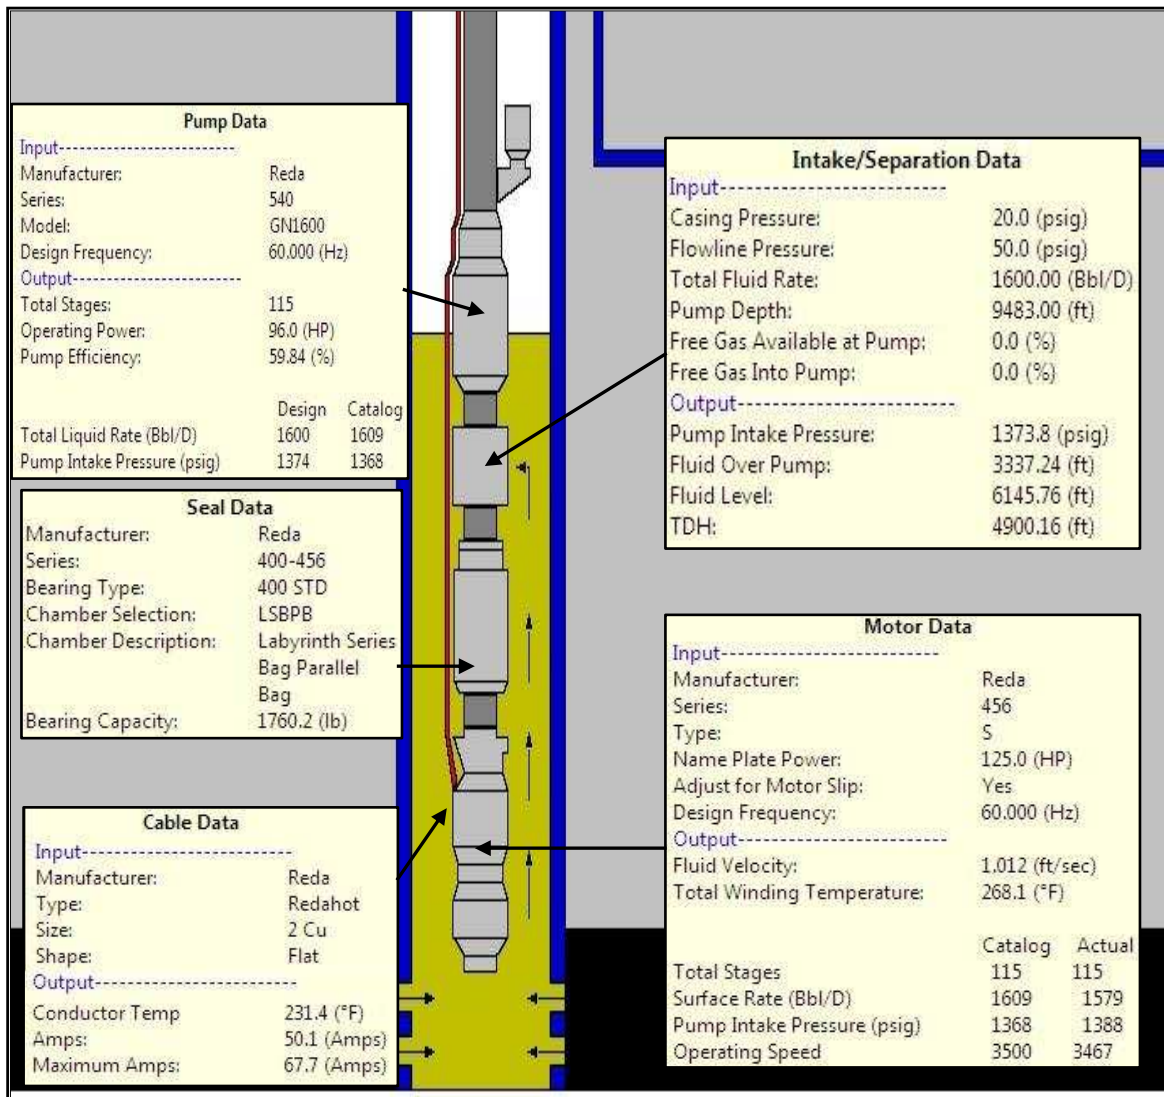 Pump Data
Input-------------------------
Manufacturer: Reda
Series: 540
Model: GN1600
Design Frequency: 60.000 (Hz)
Output-----------------------
Total Stages: 115
Operating Power: 96.0 (HP)
Pump Efficiency: 59.84 (%)
Design Catalog
Total Liquid Rate (Bbl/D) 1600 1609
Pump Intake Pressure (psig) 1374 1368
Seal Data
Manufacturer: Reda
Series: 400-456
Bearing Type: 400 STD
Chamber Selection: LSBPB
Chamber Description: Labyrinth Series
Bag Parallel
Bag
Bearing Capacity: 1760.2 (lb)
Cable Data
Input-------------------------
Manufacturer: Reda
Type: Redahot
Size: 2 Cu
Shape: Flat
Output------------------------
Conductor Temp 231.4 (°F)
Amps: 50.1 (Amps)
Maximum Amps: 67.7 (Amps)
Intake/Separation Data
Input--------------------------
Casing Pressure: 20.0 (psig)
Flowline Pressure: 50.0 (psig)
Total Fluid Rate: 1600.00 (Bbl/D)
Pump Depth: 9483.00 (ft)
Free Gas Available at Pump: 0.0 (%)
Free Gas Into Pump: 0.0 (%)
Output-------------------------
Pump Intake Pressure: 1373.8 (psig)
Fluid Over Pump: 3337.24 (ft)
Fluid Level: 6145.76 (ft)
TDH: 4900.16 (ft)
Motor Data
Input--------------------------
Manufacturer: Reda
Series: 456
Type: S
Name Plate Power: 125.0 (HP)
Adjust for Motor Slip: Yes
Design Frequency: 60.000 (Hz)
Output-------------------------
Fluid Velocity: 1.012 (ft/sec)
Total Winding Temperature: 268.1 (°F)
Catalog Actual
Total Stages 115 115
Surface Rate (Bbl/D) 1609 1579
Pump Intake Pressure (psig) 1368 1388
Operating Speed 3500 3467